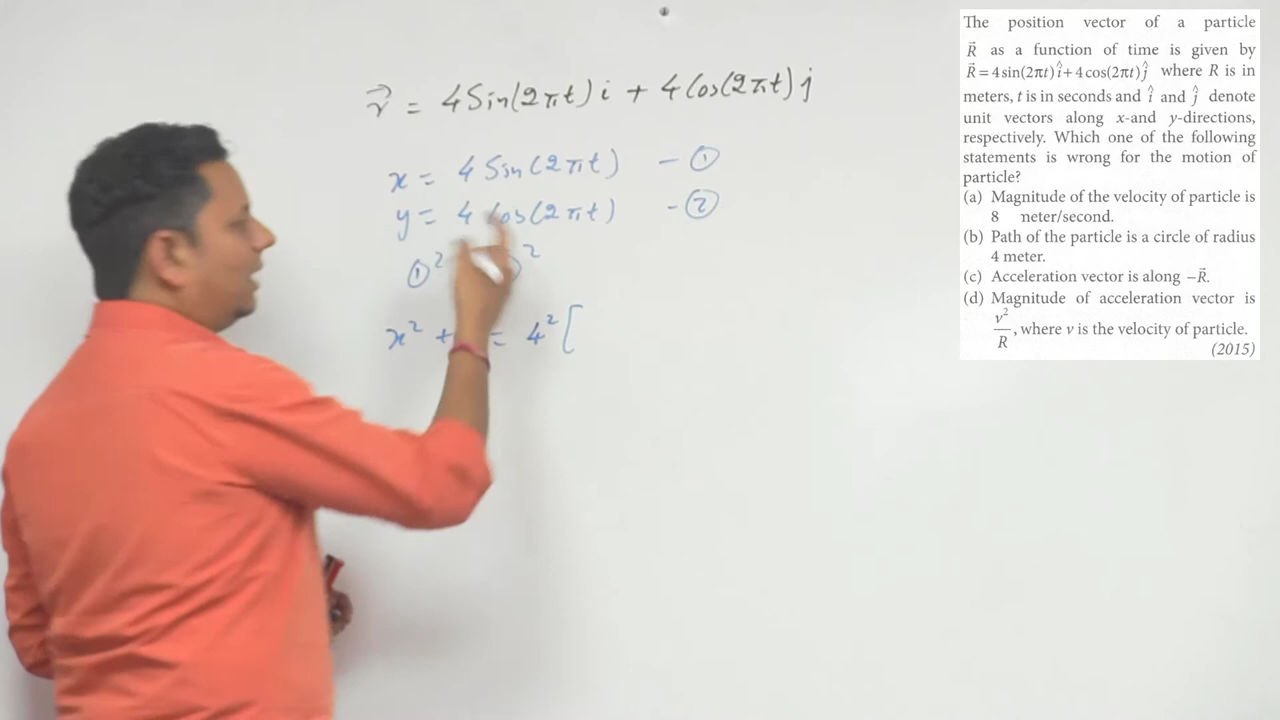 r⃗ = 4Sin(2πt)i + 4Cos(2πt)j
x = 4 Sin(2πt) - ①
y = 4 Cos(2πt) - ②
①² ²
x² + = 4² [
The position vector of a particle
R⃗ as a function of time is given by
R⃗ = 4 sin(2πt) î + 4 cos(2πt) ĵ where R is in
meters, t is in seconds and î and ĵ denote
unit vectors along x-and y-directions,
respectively. Which one of the following
statements is wrong for the motion of
particle?
(a) Magnitude of the velocity of particle is
8 neter/second.
(b) Path of the particle is a circle of radius
4 meter.
(c) Acceleration vector is along −R⃗.
(d) Magnitude of acceleration vector is
v²/R, where v is the velocity of particle.
(2015)